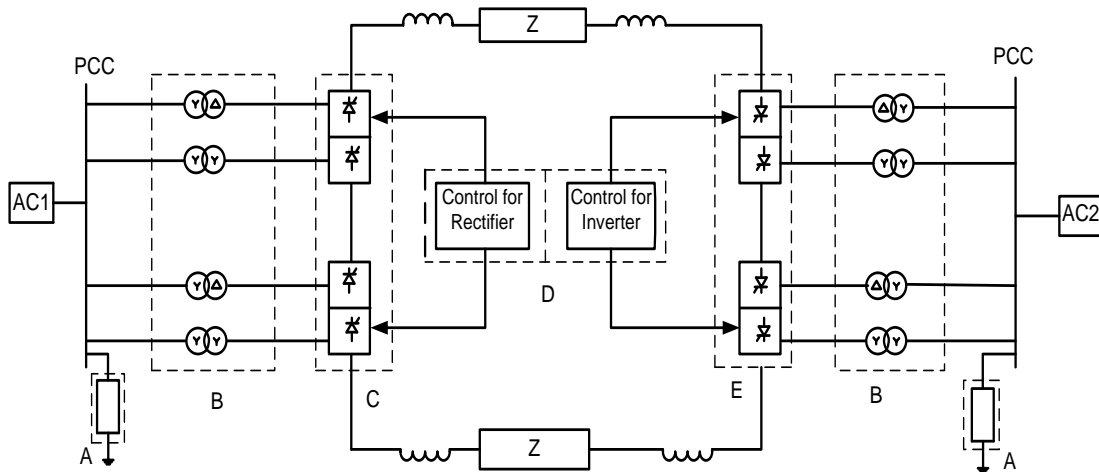 Z
PCC
PCC
Y Δ
Δ Y
Y Y
Y Y
AC1
Control for
Rectifier
Control for
Inverter
AC2
Y Δ
Δ Y
D
Y Y
Y Y
B
C
E
B
A
Z
A